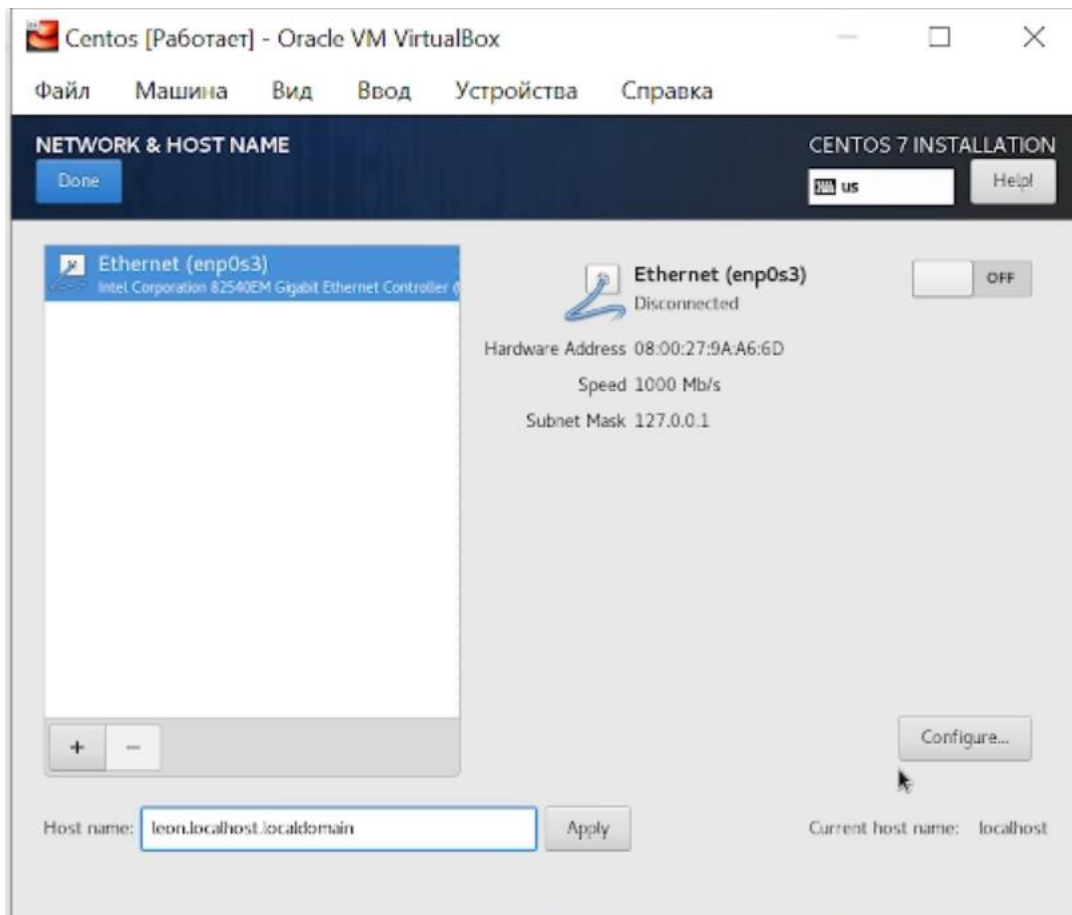 Centos [Работает] - Oracle VM VirtualBox
Файл Машина Вид Ввод Устройства Справка
NETWORK & HOST NAME
CENTOS 7 INSTALLATION
Done
us
Help!
Ethernet (enp0s3)
Intel Corporation 82540EM Gigabit Ethernet Controller (
Ethernet (enp0s3)
Disconnected
OFF
Hardware Address 08:00:27:9A:A6:6D
Speed 1000 Mb/s
Subnet Mask 127.0.0.1
+ −
Configure...
Host name: leon.localhost.localdomain Apply Current host name: localhost